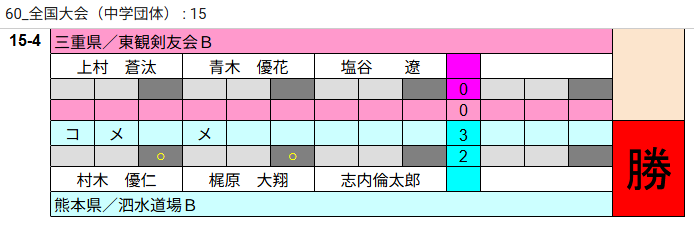 60_全国大会（中学団体）: 15
15-4 三重県／東観剣友会Ｂ
上村　蒼汰 青木　優花 塩谷　遼
0
0
コ メ メ 3
○ ○ 2
勝
村木　優仁 梶原　大翔 志内倫太郎
熊本県／泗水道場Ｂ